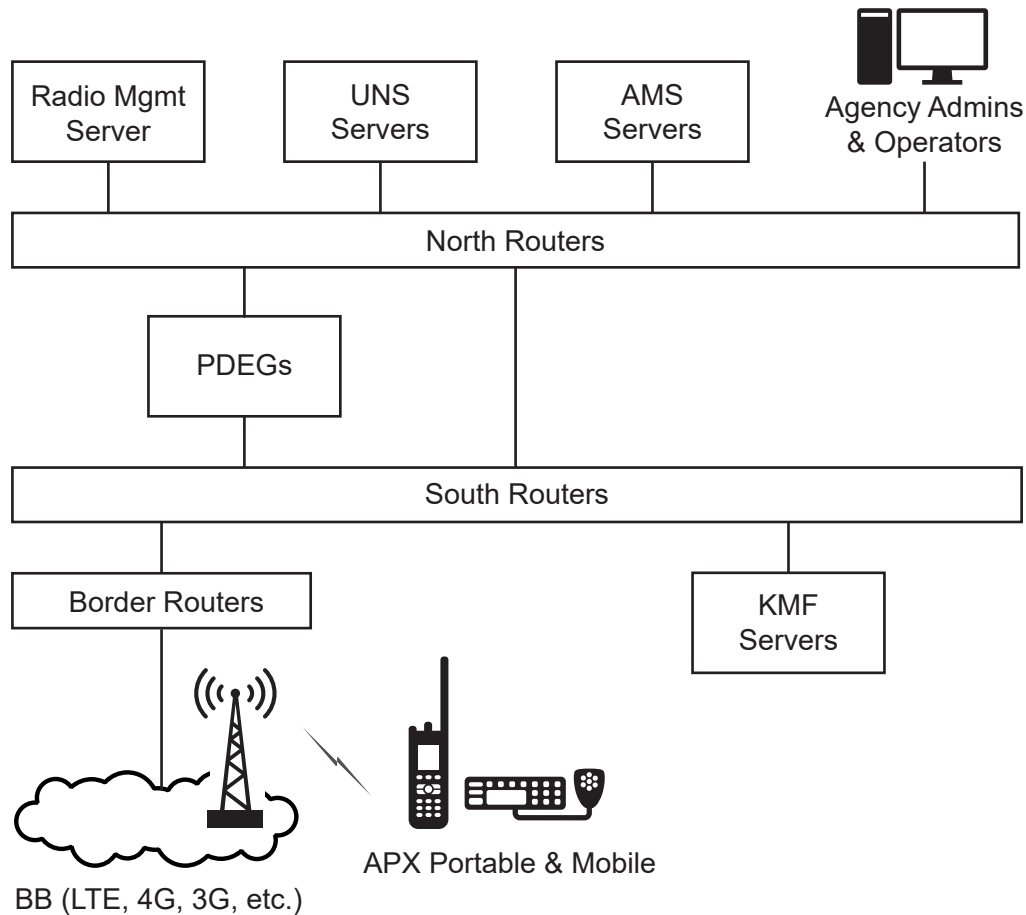 Radio Mgmt
Server
UNS
Servers
AMS
Servers
Agency Admins
& Operators
North Routers
PDEGs
South Routers
Border Routers
KMF
Servers
APX Portable & Mobile
BB (LTE, 4G, 3G, etc.)